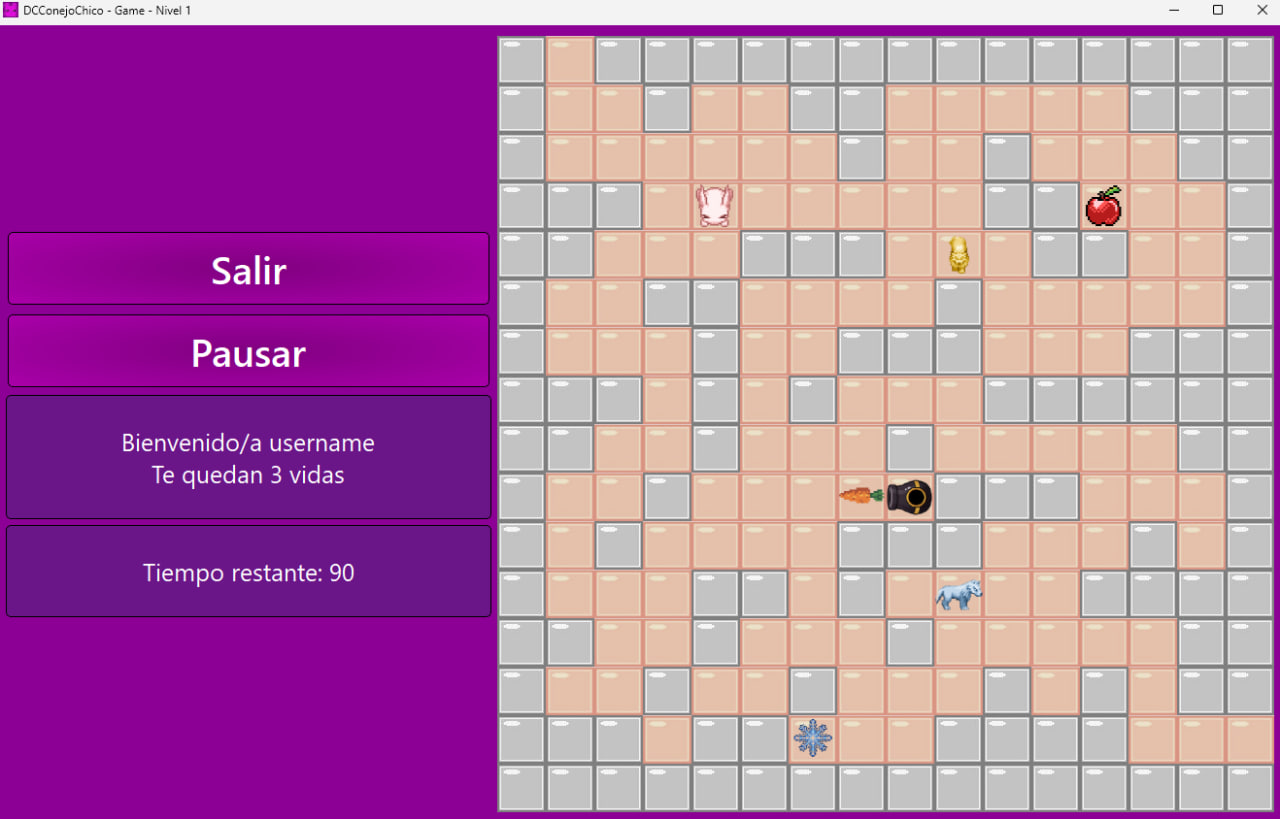 DCConejoChico - Game - Nivel 1
Salir
Pausar
Bienvenido/a username
Te quedan 3 vidas
Tiempo restante: 90